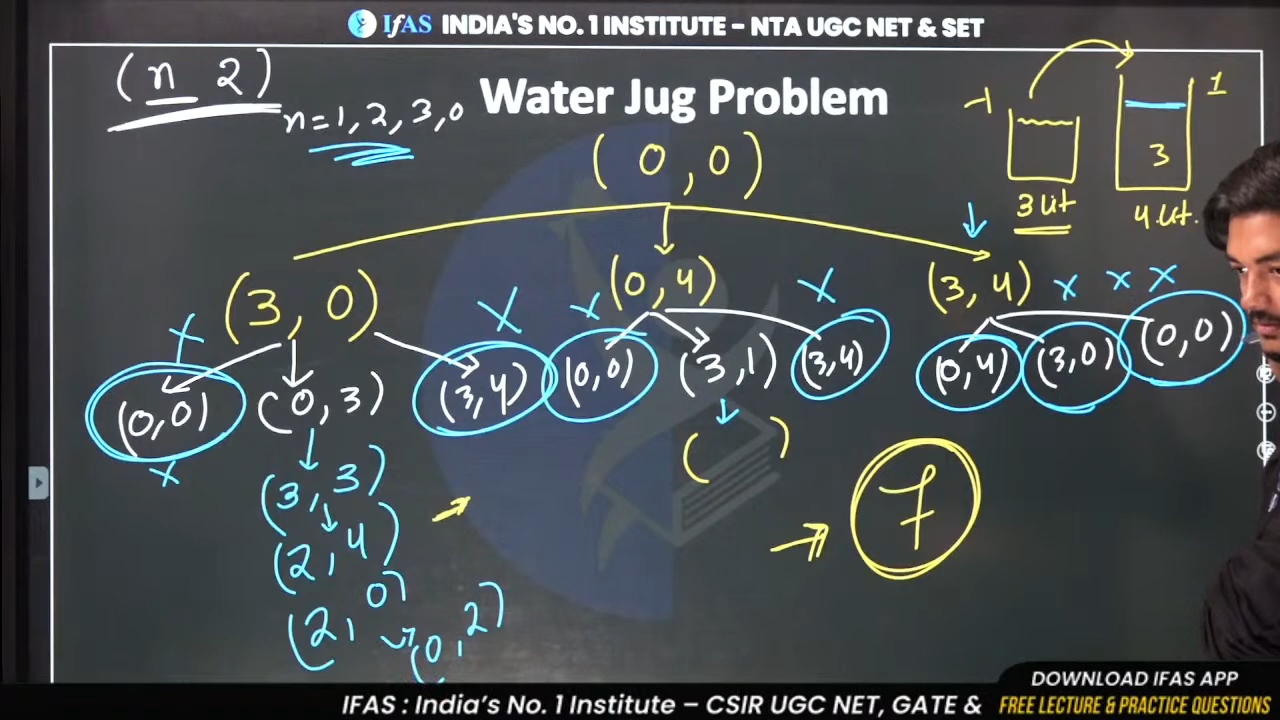 IfAS INDIA'S NO. 1 INSTITUTE – NTA UGC NET & SET
(n 2)
n=1, 2, 3, 0
Water Jug Problem
(0, 0)
-1
1
3
3 lit
4 lit.
(3, 0)
(0, 4)
(3, 4)
X
X
X
X
X X X
(0,0)
(0, 3)
(3, 4)
(0,0)
(3, 1)
(3,4)
(0, 4)
(3, 0)
(0, 0)
X
( )
(3, 3)
(2, 4)
(2, 0)
(0, 2)
7
DOWNLOAD IFAS APP
IFAS : India's No. 1 Institute – CSIR UGC NET, GATE &
FREE LECTURE & PRACTICE QUESTIONS